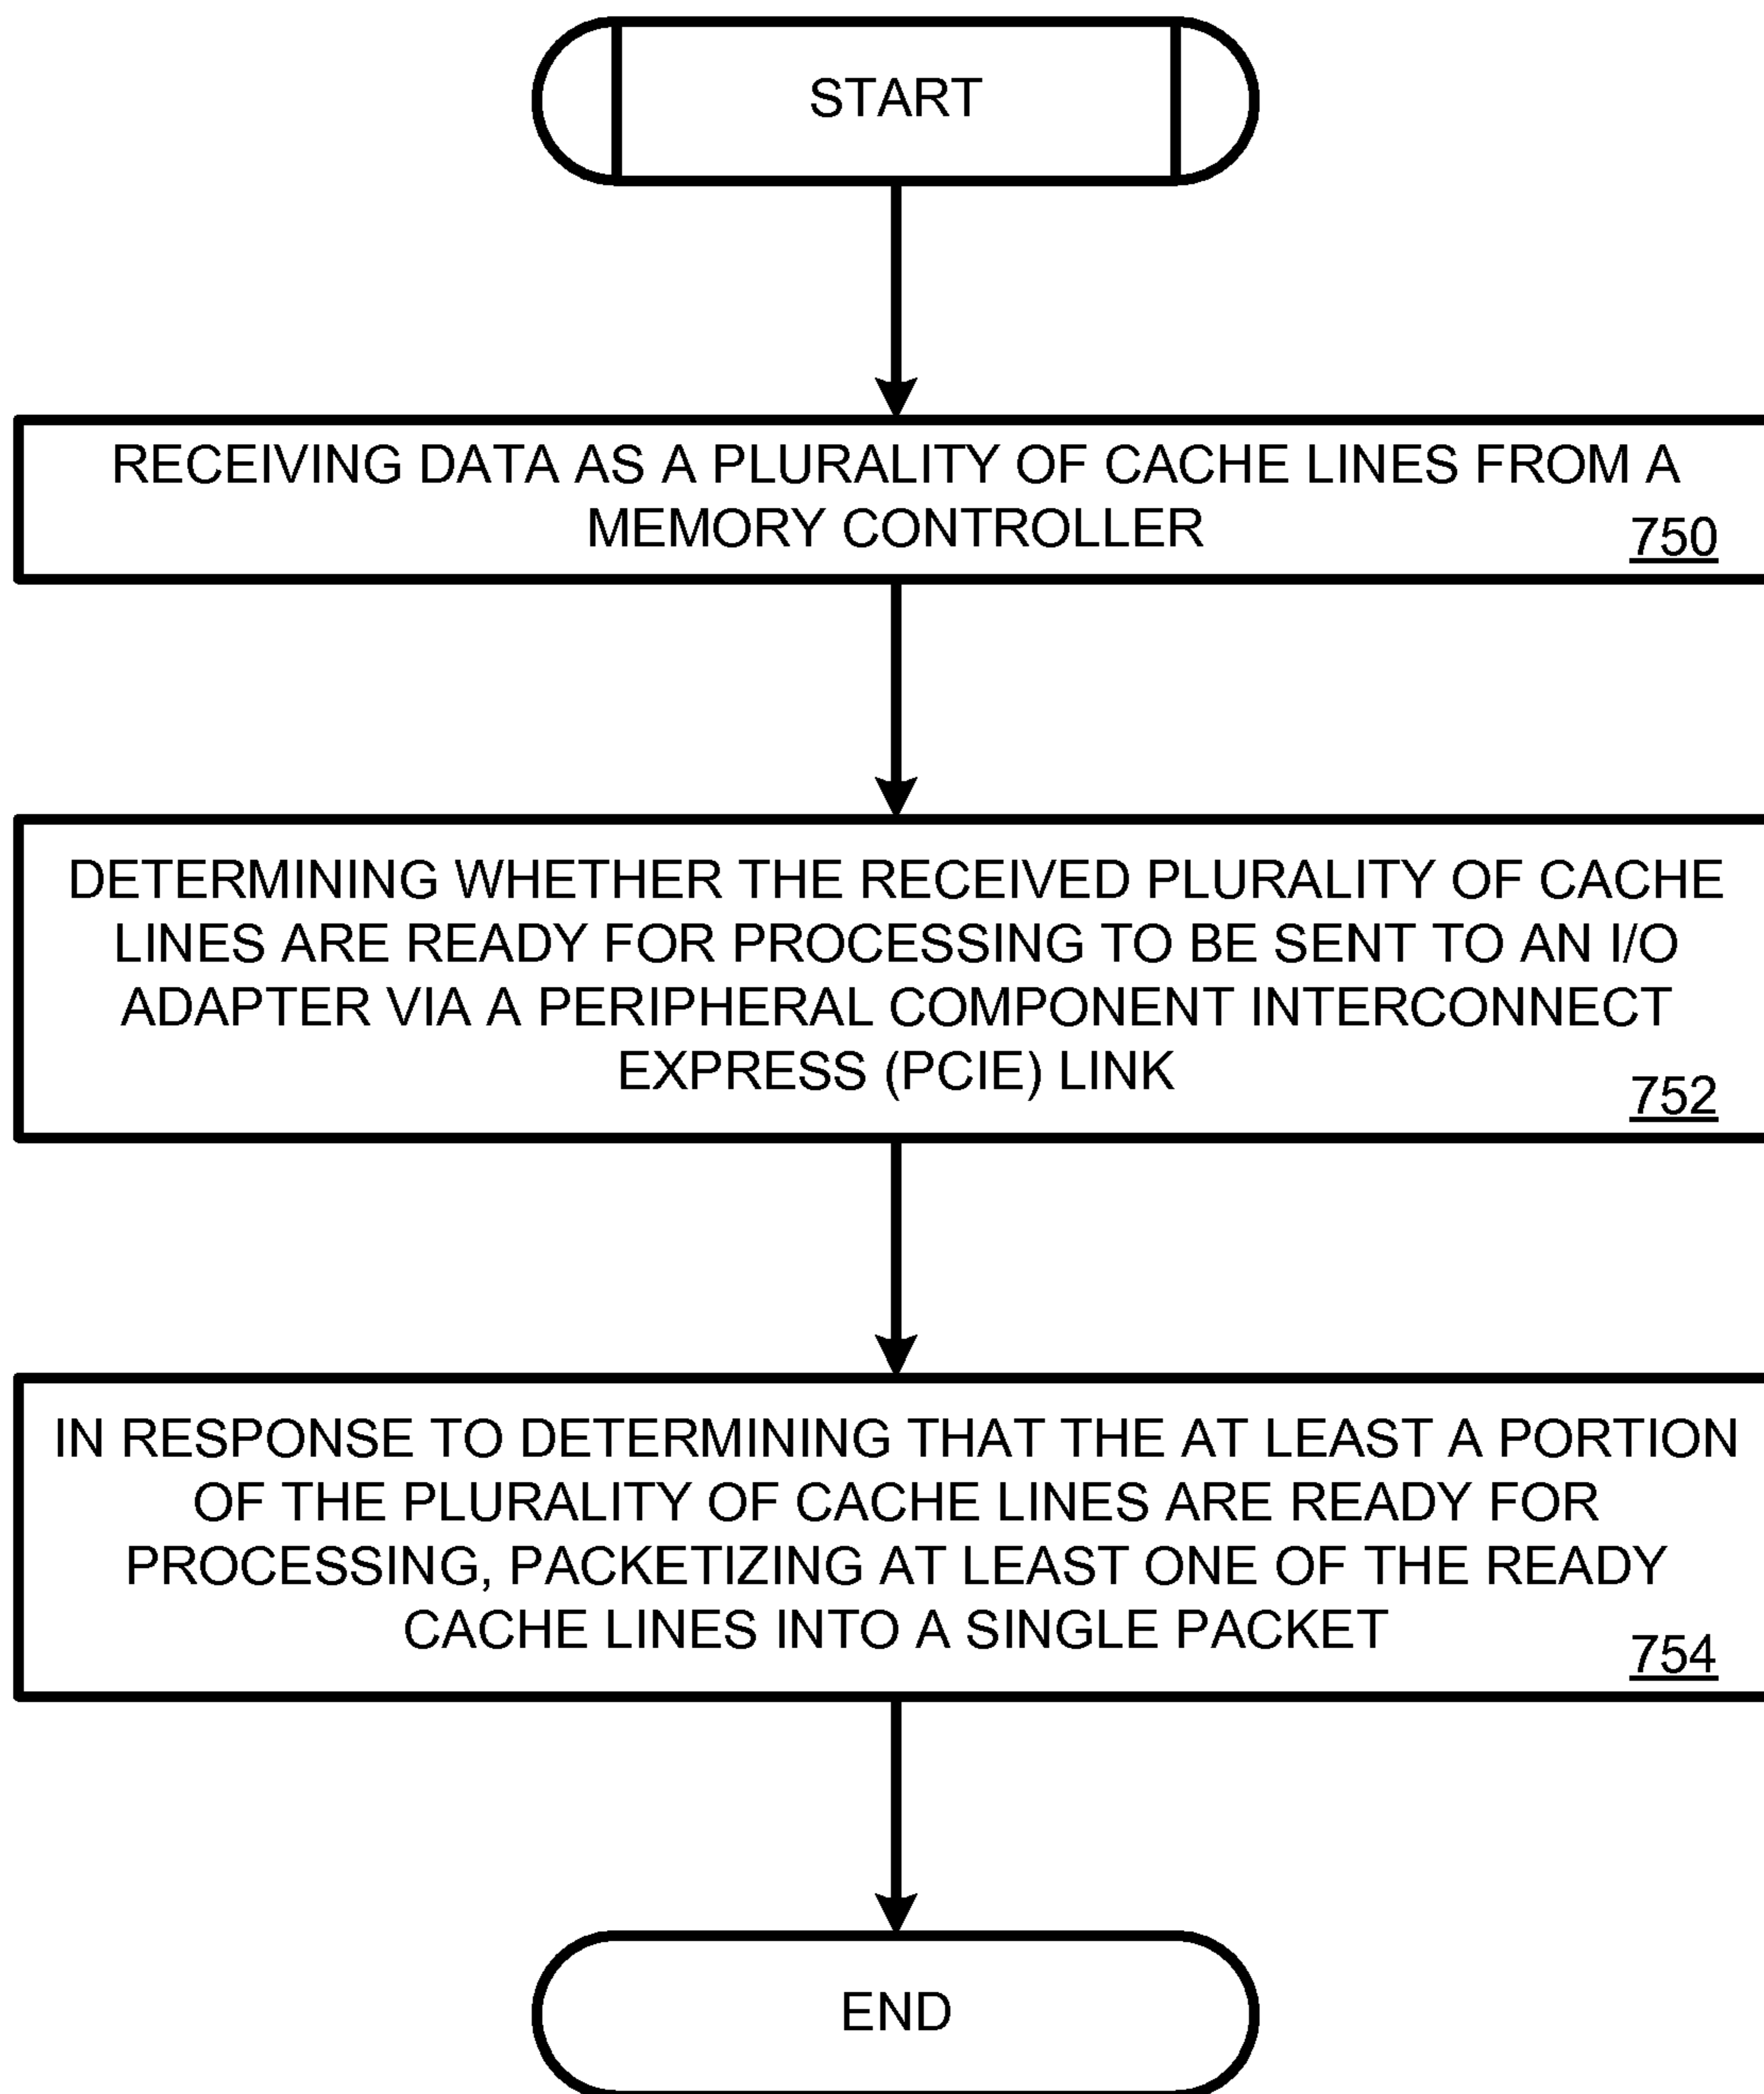 START
RECEIVING DATA AS A PLURALITY OF CACHE LINES FROM A
MEMORY CONTROLLER
750
DETERMINING WHETHER THE RECEIVED PLURALITY OF CACHE
LINES ARE READY FOR PROCESSING TO BE SENT TO AN I/O
ADAPTER VIA A PERIPHERAL COMPONENT INTERCONNECT
EXPRESS (PCIE) LINK
752
IN RESPONSE TO DETERMINING THAT THE AT LEAST A PORTION
OF THE PLURALITY OF CACHE LINES ARE READY FOR
PROCESSING, PACKETIZING AT LEAST ONE OF THE READY
CACHE LINES INTO A SINGLE PACKET
754
END